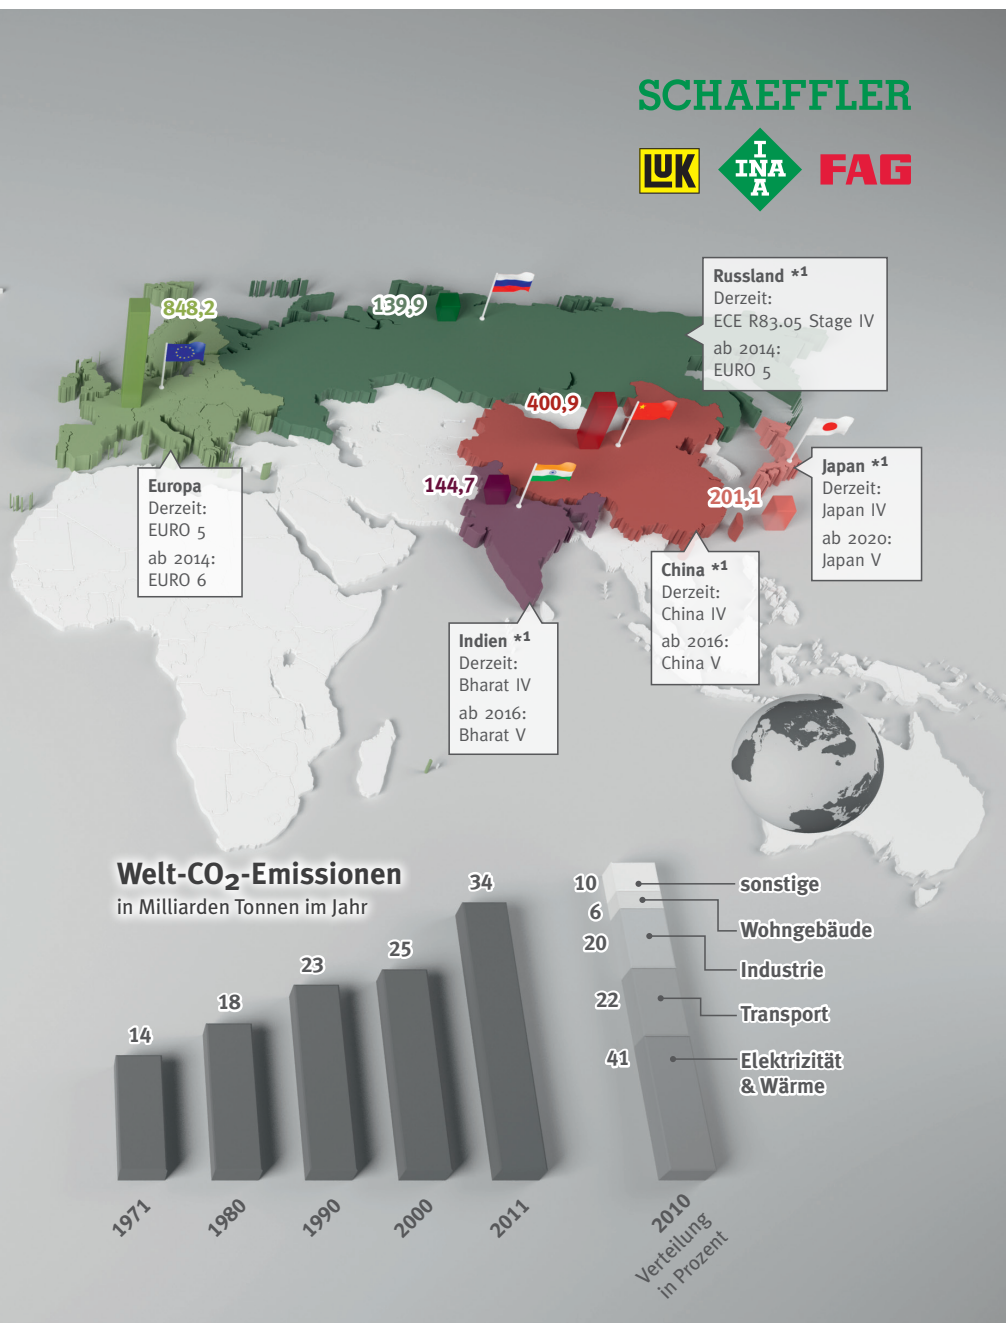 SCHAEFFLER
LUK
INA
INA
FAG
848,2
139,9
Russland *1
Derzeit:
ECE R83.05 Stage IV
ab 2014:
EURO 5
400,9
144,7
201,1
Japan *1
Derzeit:
Japan IV
ab 2020:
Japan V
Europa
Derzeit:
EURO 5
ab 2014:
EURO 6
China *1
Derzeit:
China IV
ab 2016:
China V
Indien *1
Derzeit:
Bharat IV
ab 2016:
Bharat V
Welt-CO2-Emissionen
in Milliarden Tonnen im Jahr
14
18
23
25
34
10
6
20
22
41
sonstige
Wohngebäude
Industrie
Transport
Elektrizität
& Wärme
1971
1980
1990
2000
2011
2010
Verteilung
in Prozent